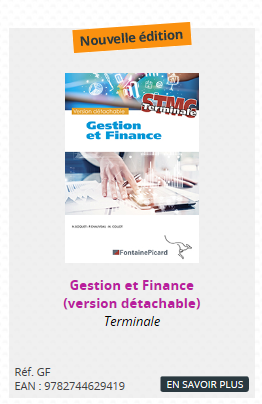 Nouvelle édition
Version détachable
STMG
Terminale
Gestion
et Finance
FontainePicard
Gestion et Finance
(version détachable)
Terminale
Réf. GF
EAN : 9782744629419
EN SAVOIR PLUS